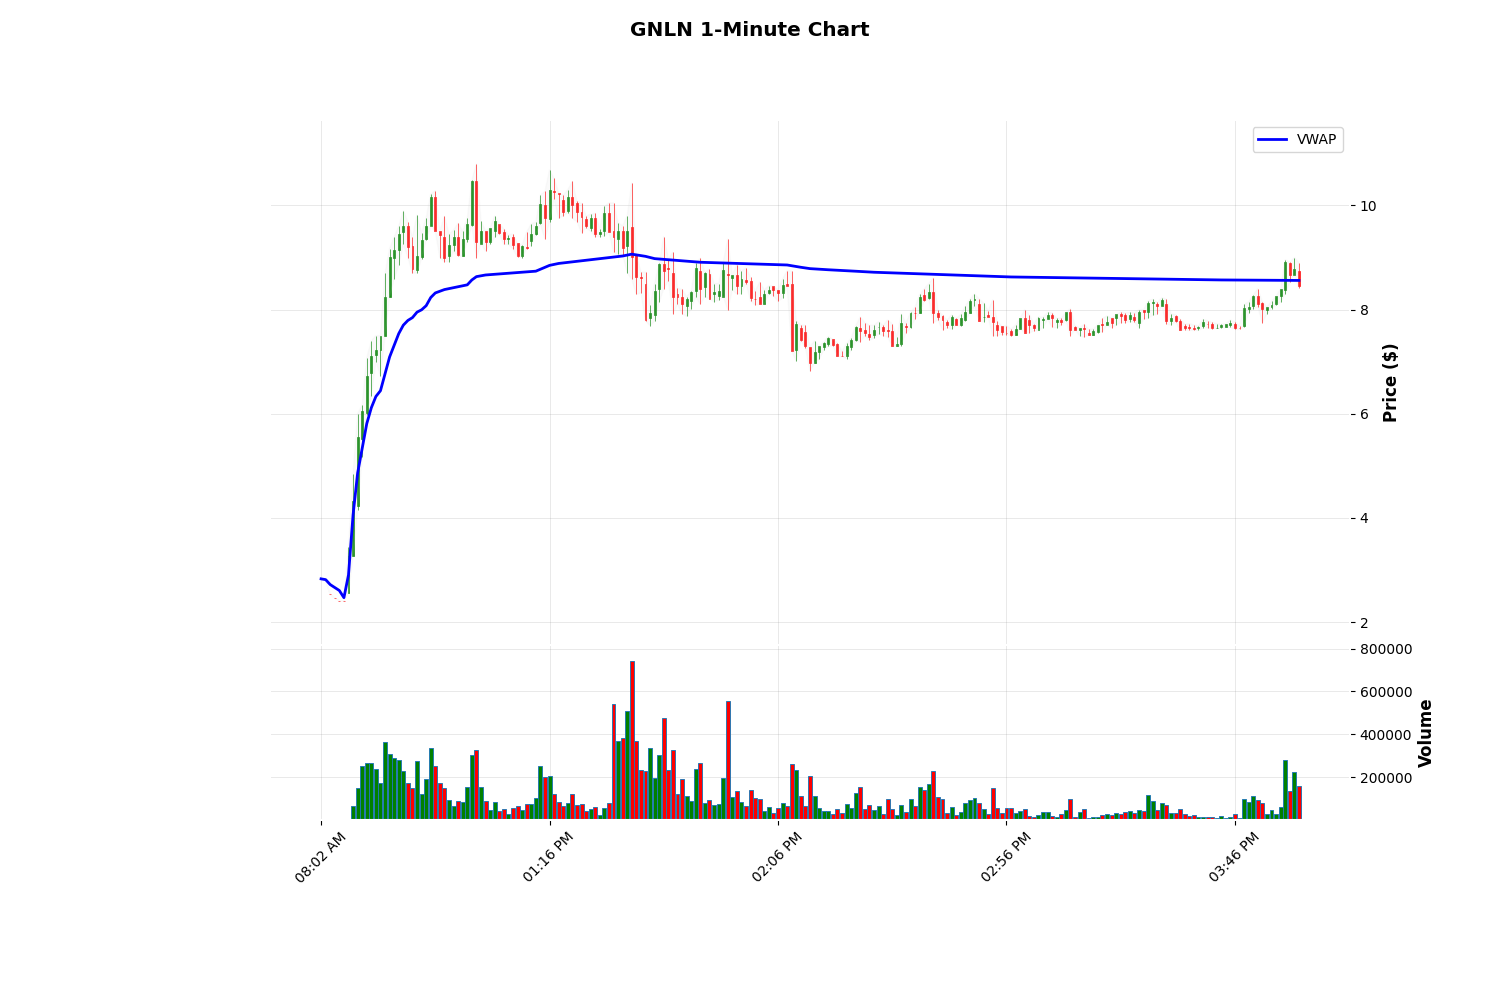 GNLN 1-Minute Chart
VWAP
10
8
6
4
2
Price ($)
800000
600000
400000
200000
Volume
08:02 AM
01:16 PM
02:06 PM
02:56 PM
03:46 PM